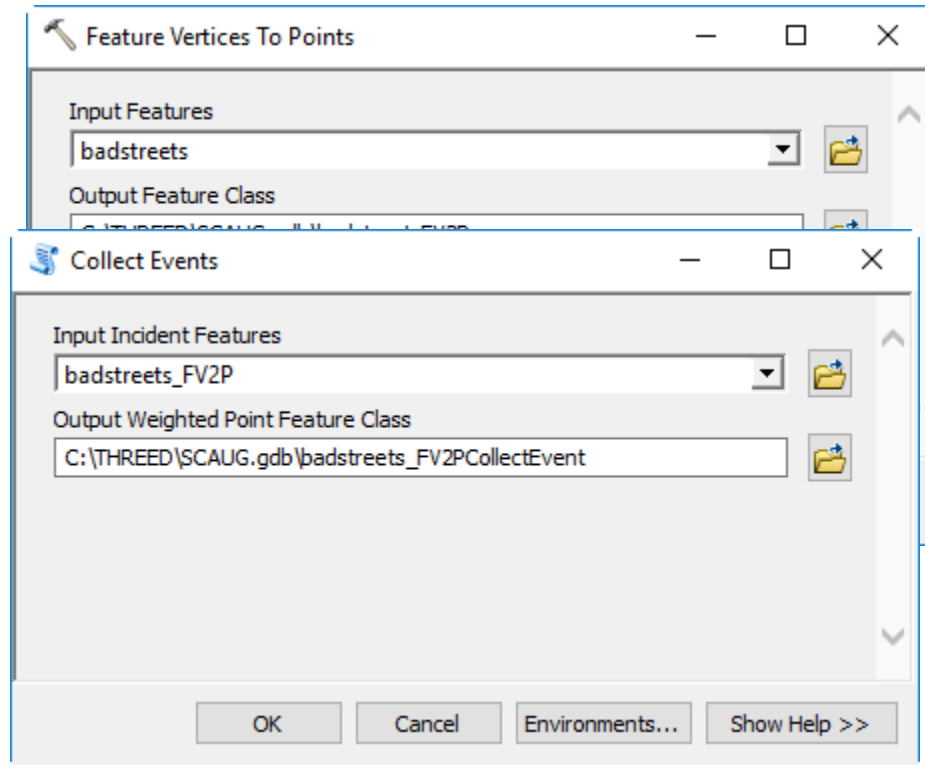 Feature Vertices To Points
Input Features
badstreets
Output Feature Class
Collect Events
Input Incident Features
badstreets_FV2P
Output Weighted Point Feature Class
C:\THREED\SCAUG.gdb\badstreets_FV2PCollectEvent
OK Cancel Environments... Show Help >>